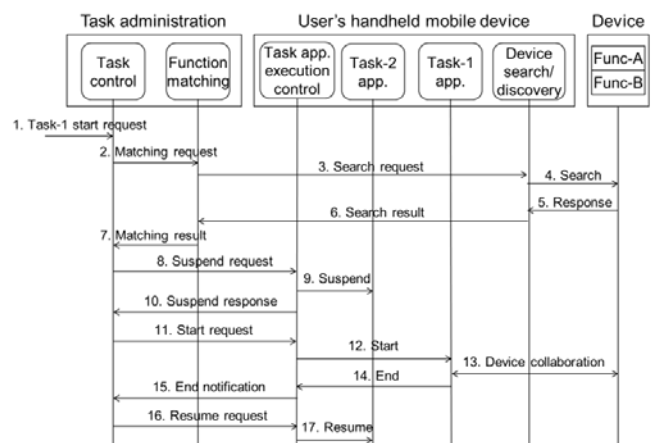 Task administration
User's handheld mobile device
Device
Task
control
Function
matching
Task app.
execution
control
Task-2
app.
Task-1
app.
Device
search/
discovery
Func-A
Func-B
1. Task-1 start request
2. Matching request
3. Search request
4. Search
5. Response
6. Search result
7. Matching result
8. Suspend request
9. Suspend
10. Suspend response
11. Start request
12. Start
13. Device collaboration
14. End
15. End notification
16. Resume request
17. Resume